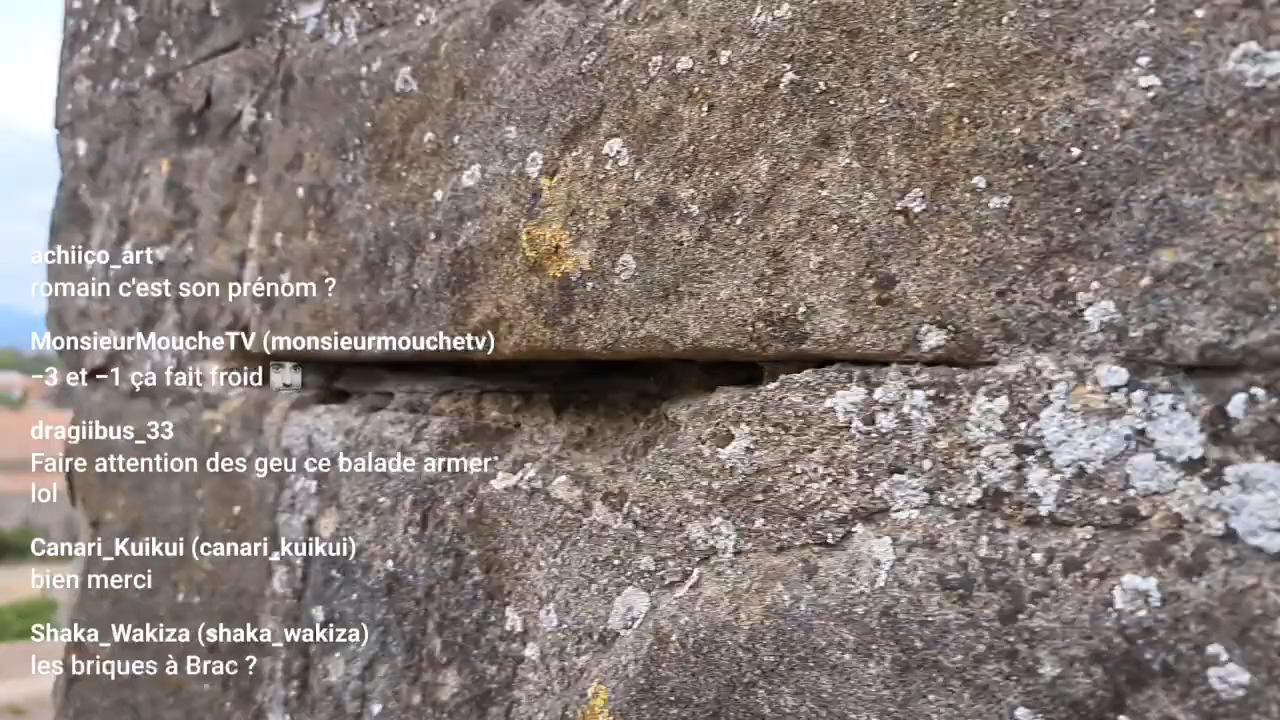 achiico_art
romain c'est son prénom ?
MonsieurMoucheTV (monsieurmouchetv)
−3 et −1 ça fait froid
dragiibus_33
Faire attention des geu ce balade armer
lol
Canari_Kuikui (canari_kuikui)
bien merci
Shaka_Wakiza (shaka_wakiza)
les briques à Brac ?